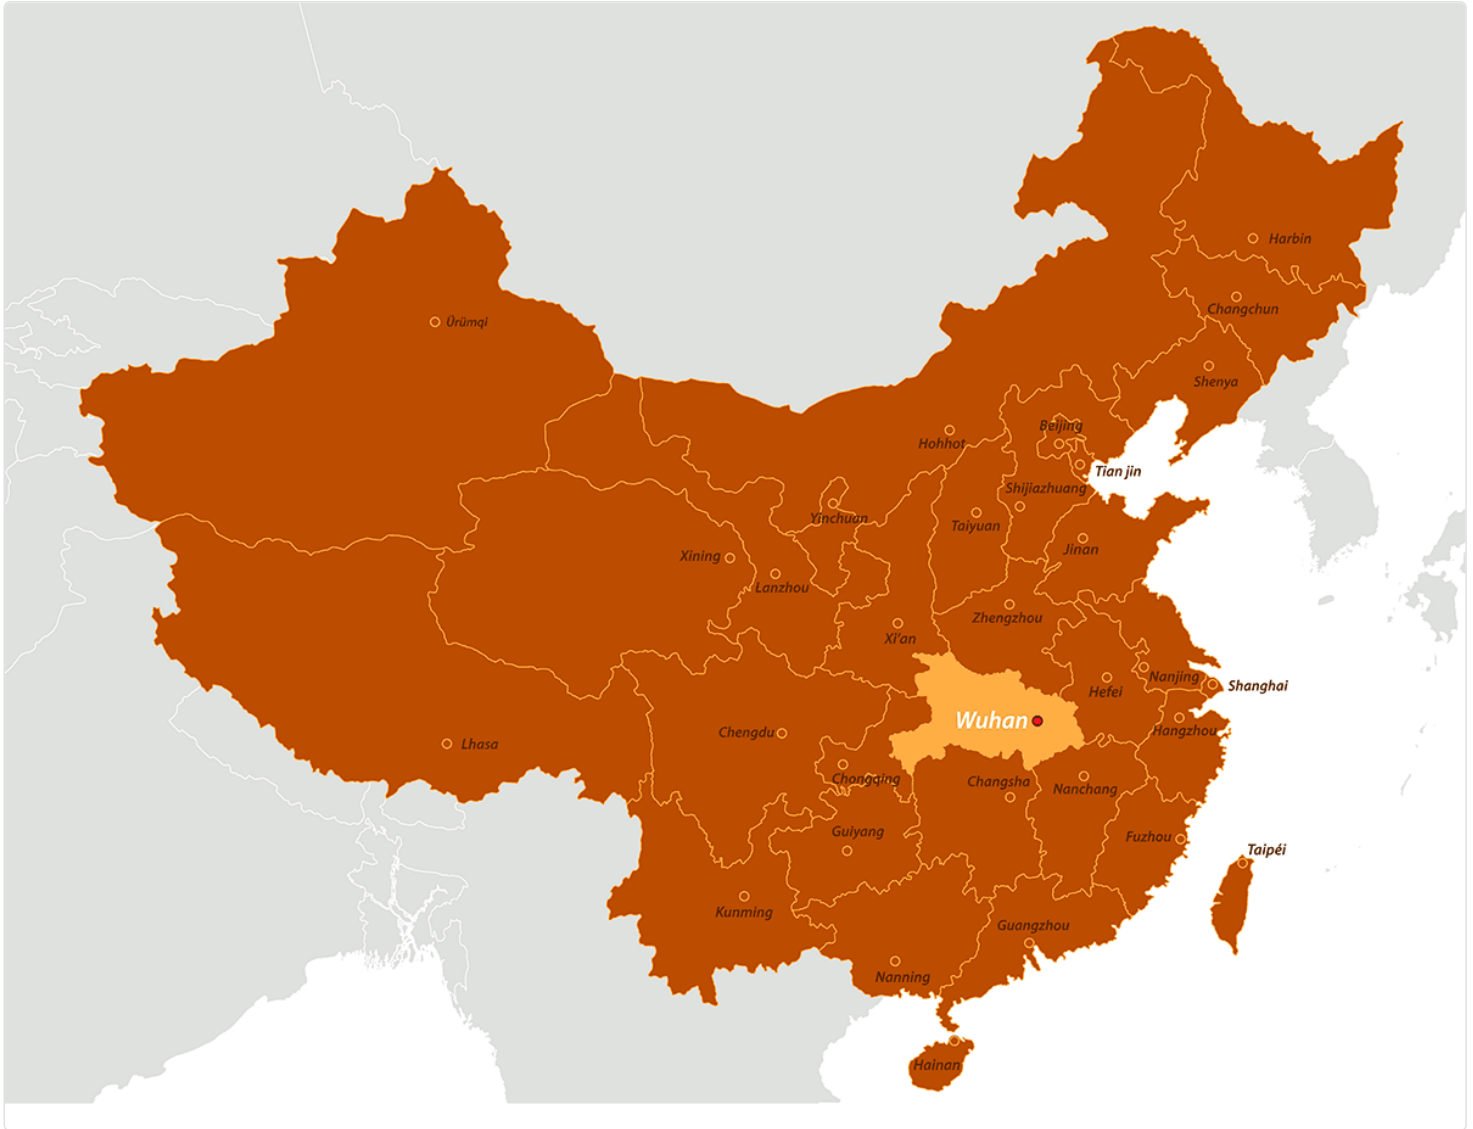 Harbin
Changchun
Ürümqi
Shenya
Beijing
Hohhot
Tian jin
Shijiazhuang
Yinchuan
Taiyuan
Jinan
Xining
Lanzhou
Zhengzhou
Xi'an
Nanjing
Shanghai
Hefei
Wuhan
Hangzhou
Chengdu
Lhasa
Chongqing
Changsha
Nanchang
Guiyang
Fuzhou
Taipéi
Kunming
Guangzhou
Nanning
Hainan